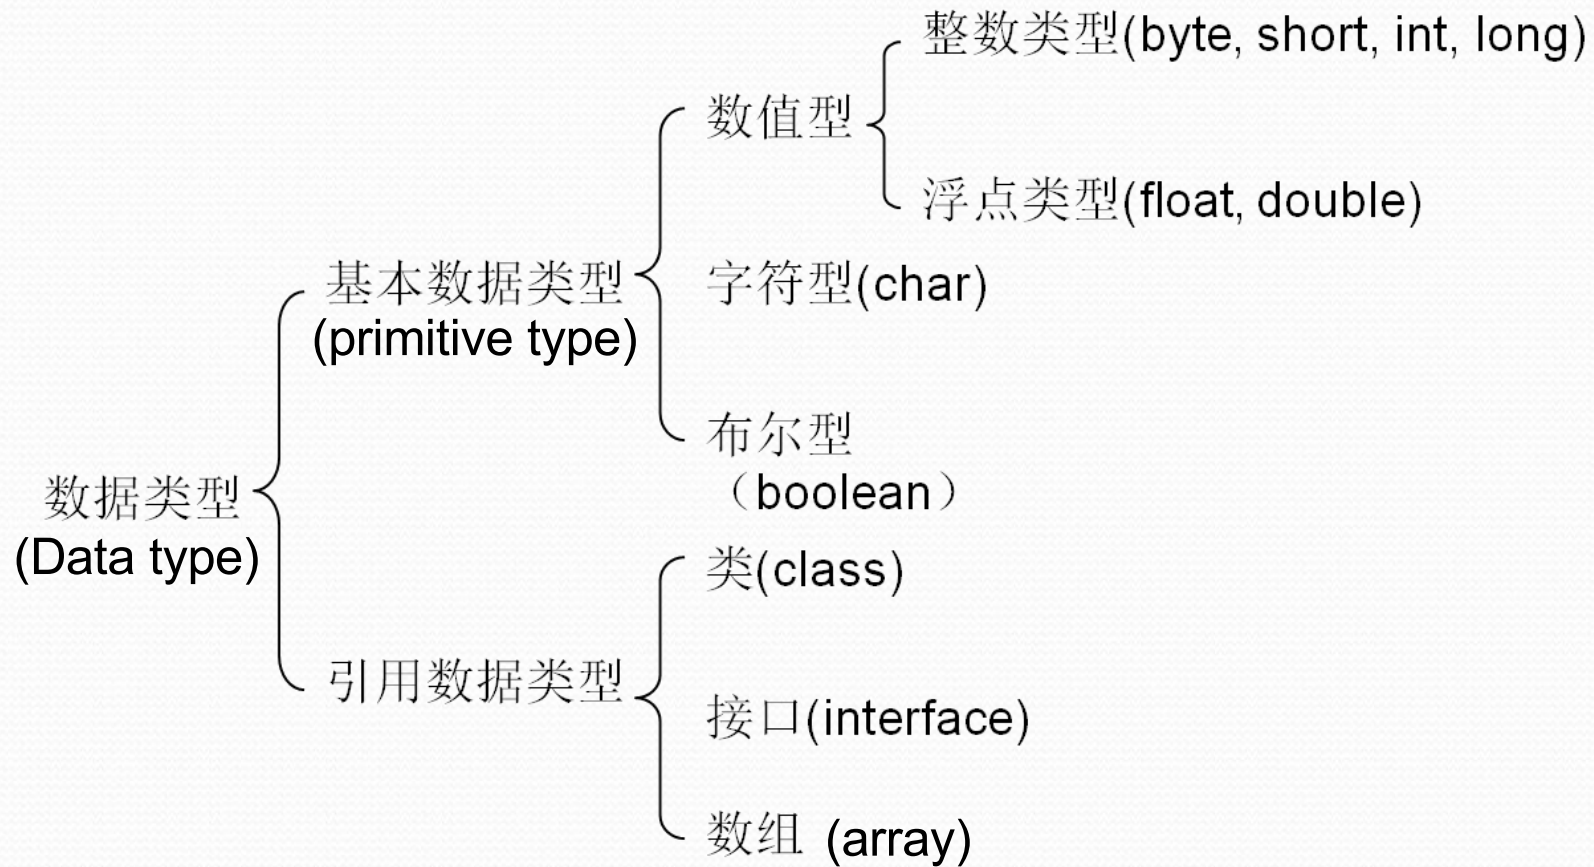 整数类型(byte, short, int, long)
数值型
浮点类型(float, double)
基本数据类型
(primitive type)
字符型(char)
布尔型
（boolean）
数据类型
(Data type)
类(class)
引用数据类型
接口(interface)
数组 (array)